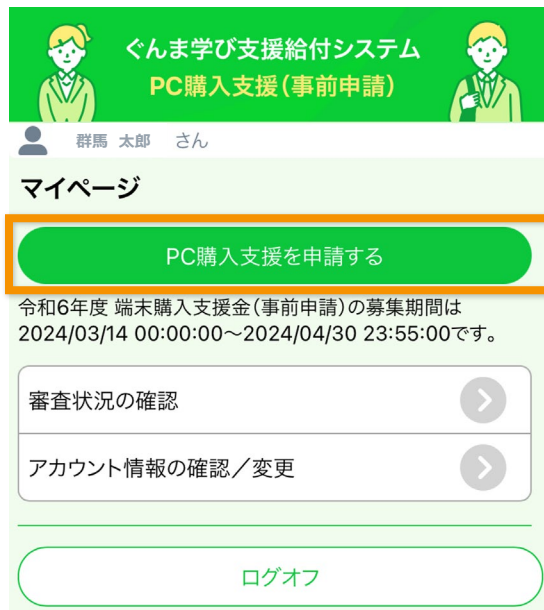 ぐんま学び支援給付システム
PC購入支援(事前申請)
群馬 太郎 さん
マイページ
PC購入支援を申請する
令和6年度 端末購入支援金(事前申請)の募集期間は
2024/03/14 00:00:00~2024/04/30 23:55:00です。
審査状況の確認
アカウント情報の確認／変更
ログオフ